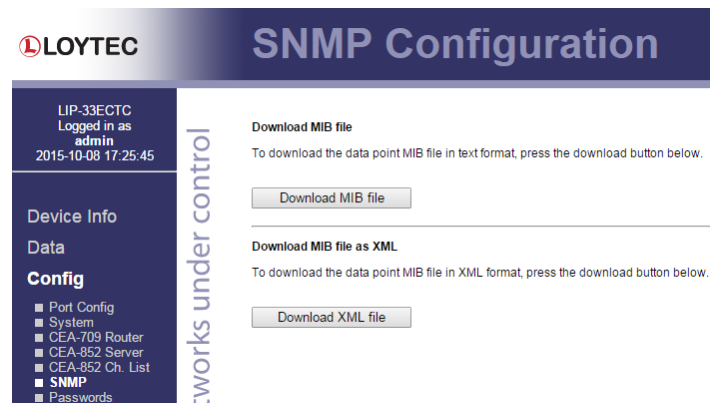 LOYTEC
SNMP Configuration
LIP-33ECTC
Logged in as
admin
2015-10-08 17:25:45
Device Info
Data
Config
Port Config
System
CEA-709 Router
CEA-852 Server
CEA-852 Ch. List
SNMP
Passwords
under control
Download MIB file
To download the data point MIB file in text format, press the download button below.
Download MIB file
Download MIB file as XML
To download the data point MIB file in XML format, press the download button below.
Download XML file